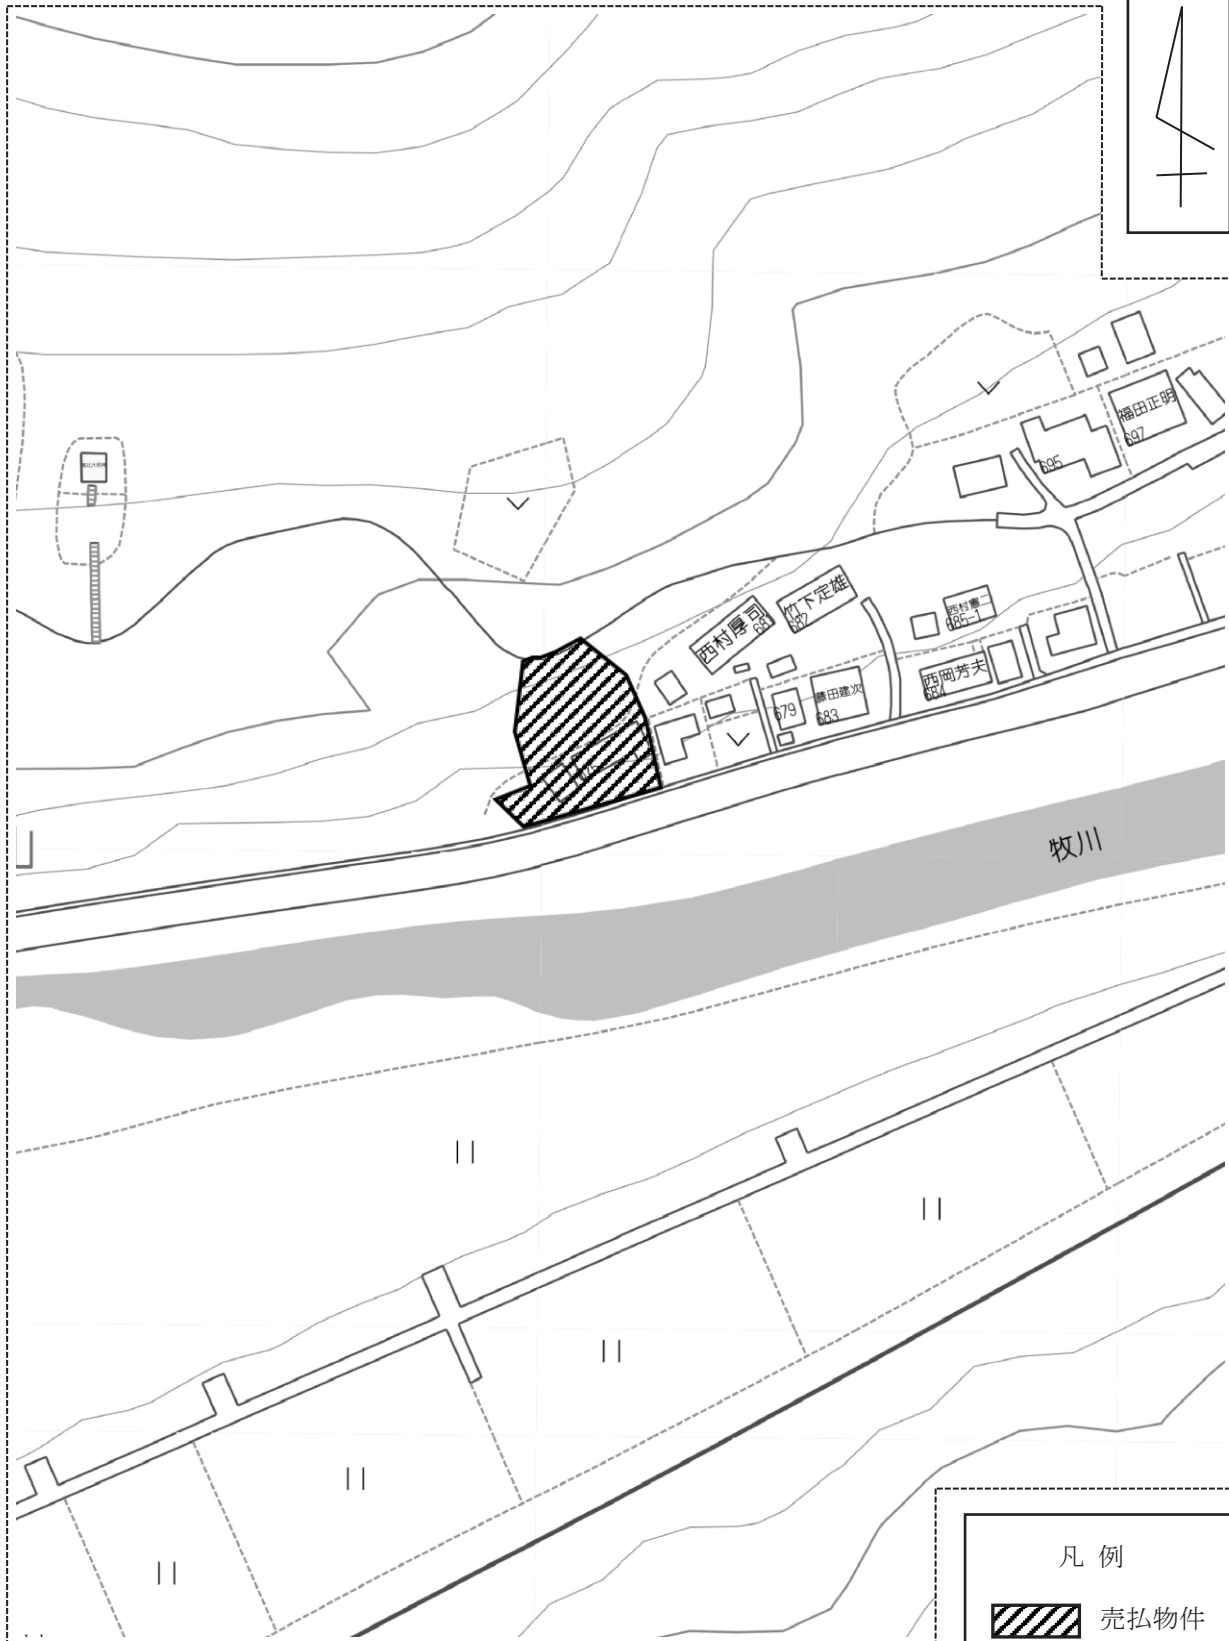 福田正明
697
695
竹下定雄
682
西村厚司
681
西村憲二
685-1
西岡芳夫
684
藤田建次
683
679
牧川
凡例
売払物件